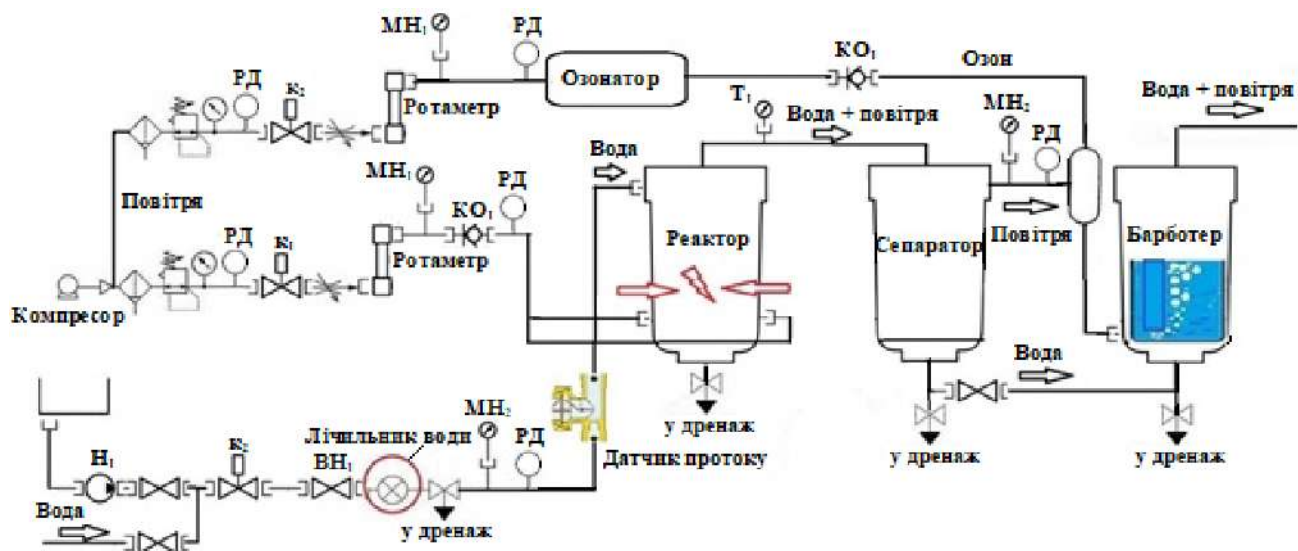 МН₁
РД
Озонатор
КО₁
Озон
РД
к₂
Ротаметр
Т₁
Вода + повітря
МН₂
РД
Вода + повітря
Повітря
МН₁
КО₁
РД
Вода
Реактор
Сепаратор
Повітря
Барботер
РД
к₁
Ротаметр
Компресор
Вода
Н₁
к₂
ВН₁
Лічильник води
МН₂
РД
Датчик протоку
у дренаж
у дренаж
у дренаж
Вода
у дренаж